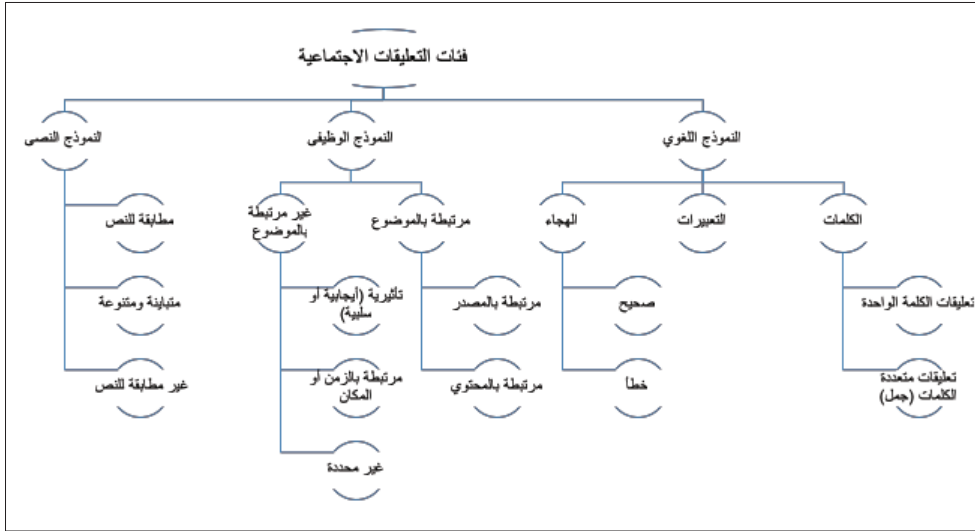 فئات التعليقات الاجتماعية
النموذج اللغوي
النموذج الوظيفى
النموذج النصى
الكلمات
التعبيرات
الهجاء
مرتبطة بالموضوع
غير مرتبطة
بالموضوع
مطابقة للنص
تعليقات الكلمة الواحدة
صحيح
مرتبطة بالمصدر
تأثيرية (أيجابية أو
سلبية)
متباينة ومتنوعة
تعليقات متعددة
الكلمات (جمل)
خطأ
مرتبطة بالمحتوي
مرتبطة بالزمن أو
المكان
غير مطابقة للنص
غير محددة